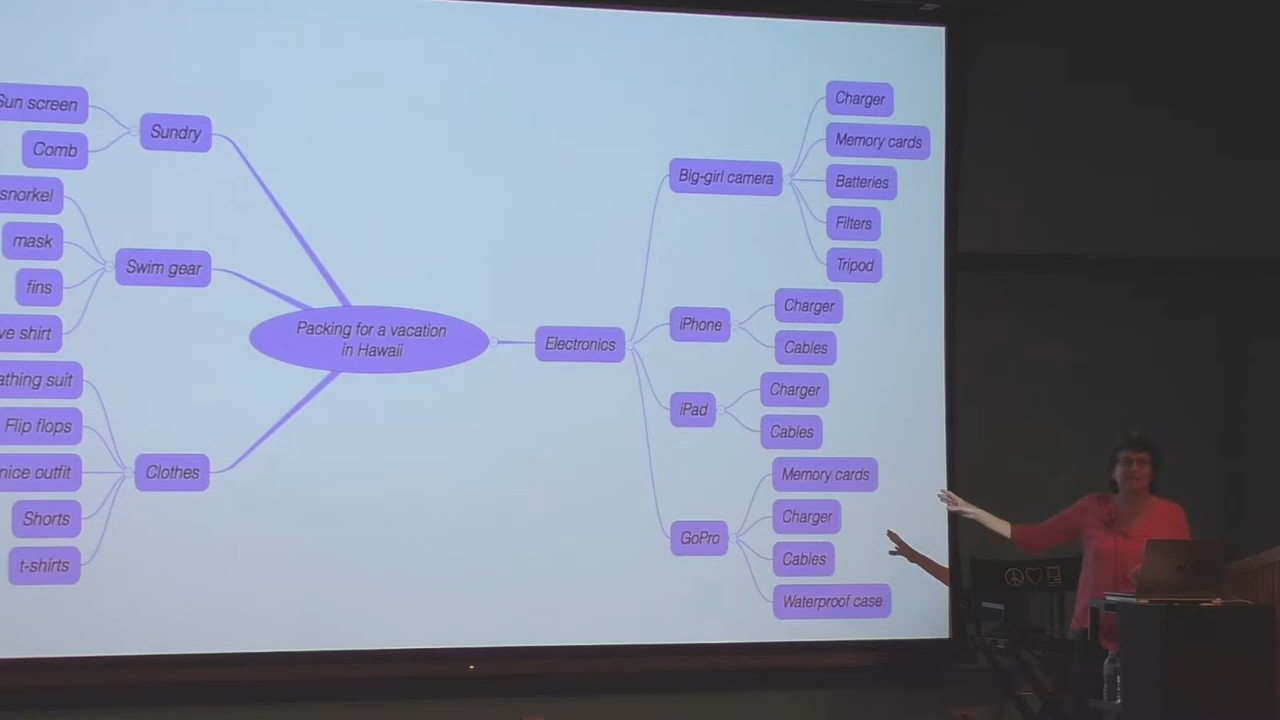 Sun screen
Comb
Sundry
snorkel
mask
fins
shirt
Swim gear
suit
Flip flops
nice outfit
Shorts
t-shirts
Clothes
Packing for a vacation
in Hawaii
Electronics
Big-girl camera
Charger
Memory cards
Batteries
Filters
Tripod
iPhone
Charger
Cables
iPad
Charger
Cables
GoPro
Memory cards
Charger
Cables
Waterproof case